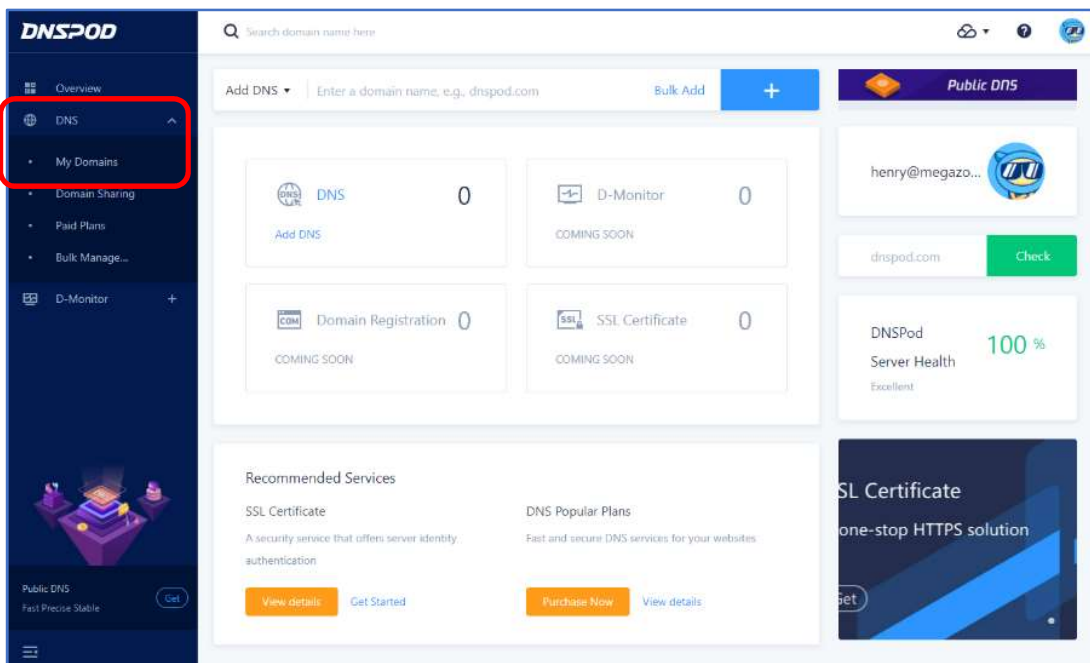 DNSPOD
Search domain name here
Overview
DNS
My Domains
Domain Sharing
Paid Plans
Bulk Manage...
D-Monitor
Public DNS
Fast Precise Stable
Get
Add DNS
Enter a domain name, e.g., dnspod.com
Bulk Add
+
DNS
DNS 0
Add DNS
D-Monitor 0
COMING SOON
COM
Domain Registration 0
COMING SOON
SSL
SSL Certificate 0
COMING SOON
Recommended Services
SSL Certificate
A security service that offers server identity
authentication
View details
Get Started
DNS Popular Plans
Fast and secure DNS services for your websites
Purchase Now
View details
Public DNS
henry@megazo...
dnspod.com
Check
DNSPod
Server Health
100 %
Excellent
SL Certificate
one-stop HTTPS solution
Get